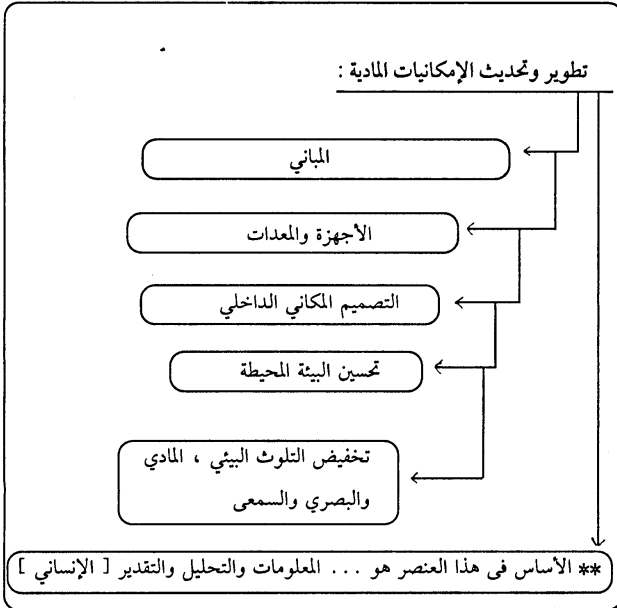 تطوير وتحديث الإمكانيات المادية :
المباني
الأجهزة والمعدات
التصميم المكاني الداخلي
تحسين البيئة المحيطة
تخفيض التلوث البيئي ، المادي
والبصري والسمعى
** الأساس فى هذا العنصر هو ... المعلومات والتحليل والتقدير [ الإنساني ]